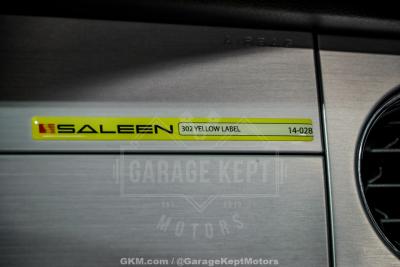 AIRBAG
SALEEN 302 YELLOW LABEL 14-028
GARAGE KEPT
MOTORS
GKM.com / @GarageKeptMotors